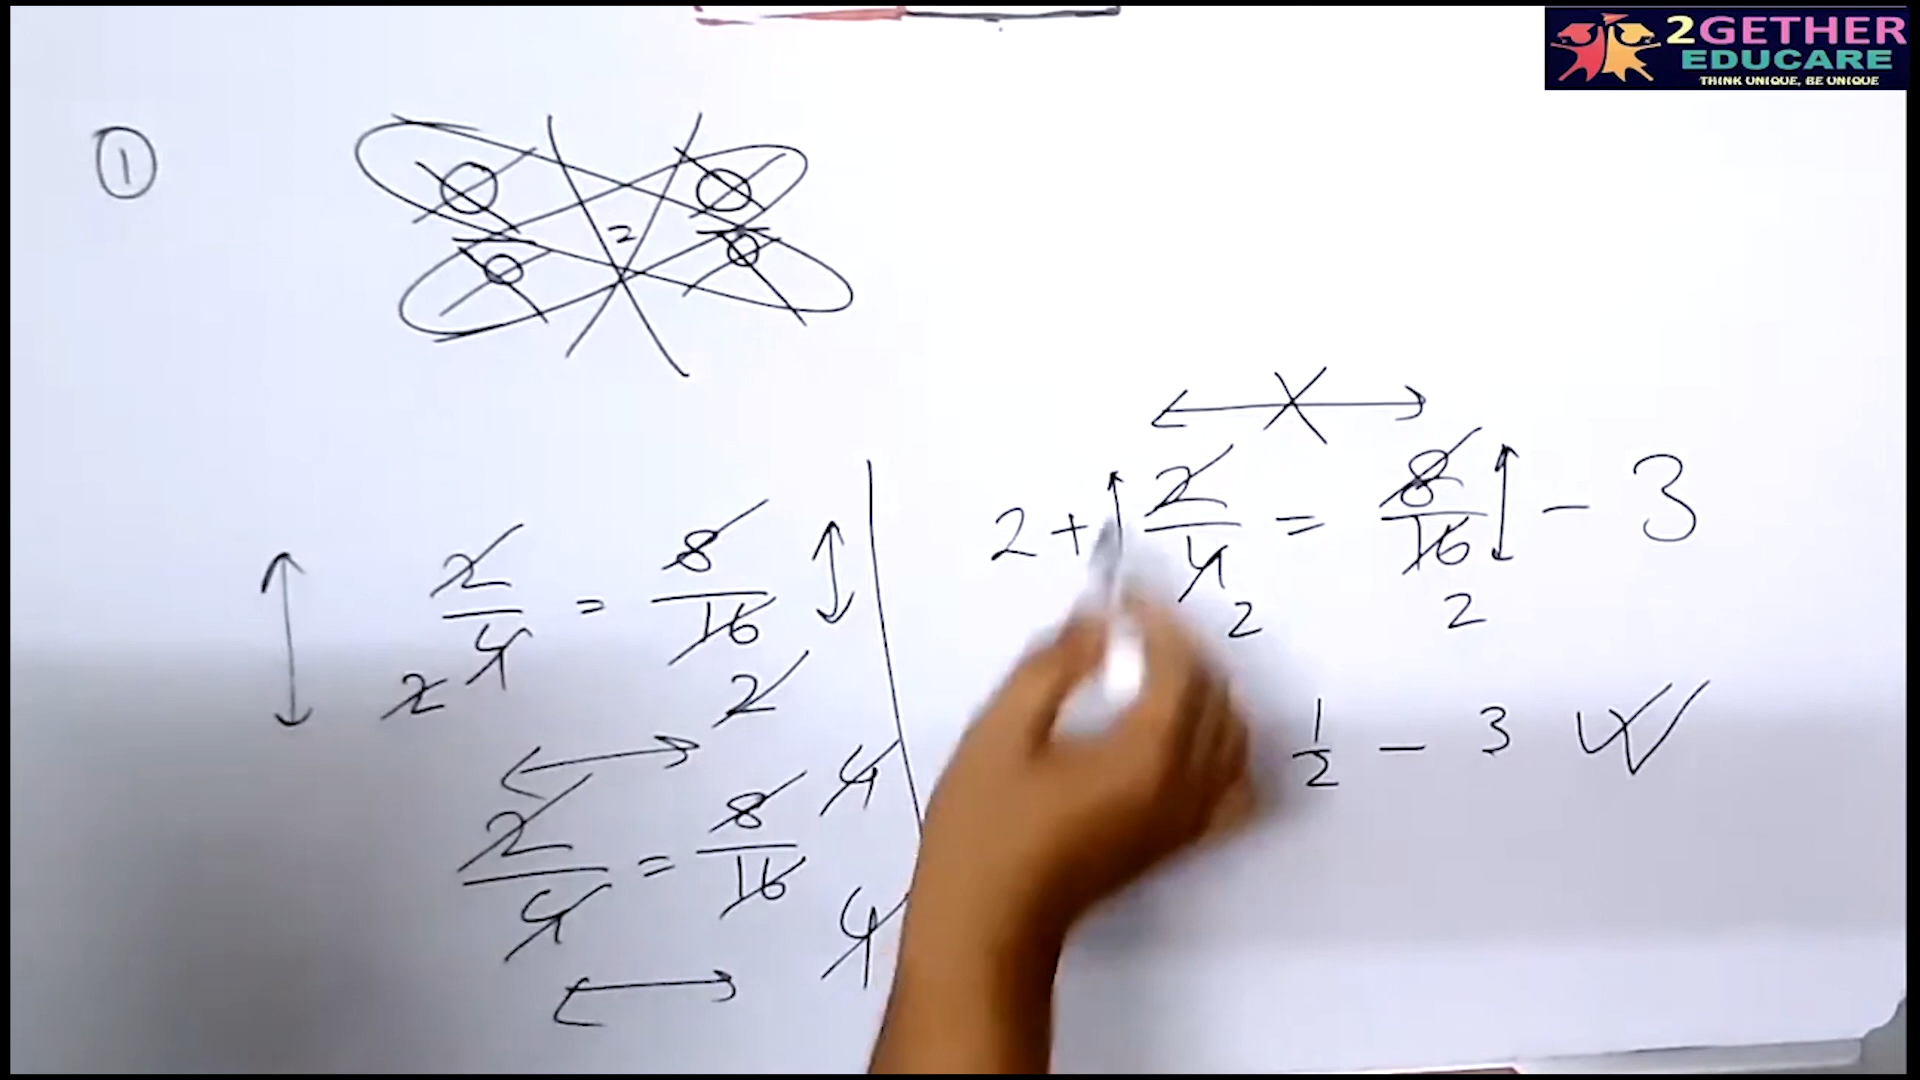 2GETHER
EDUCARE
THINK UNIQUE, BE UNIQUE
1
2
2/4 = 8/16
2 2
2/4 = 8/16 4
4
2 + 2/4 = 8/16 - 3
2 2
1/2 - 3